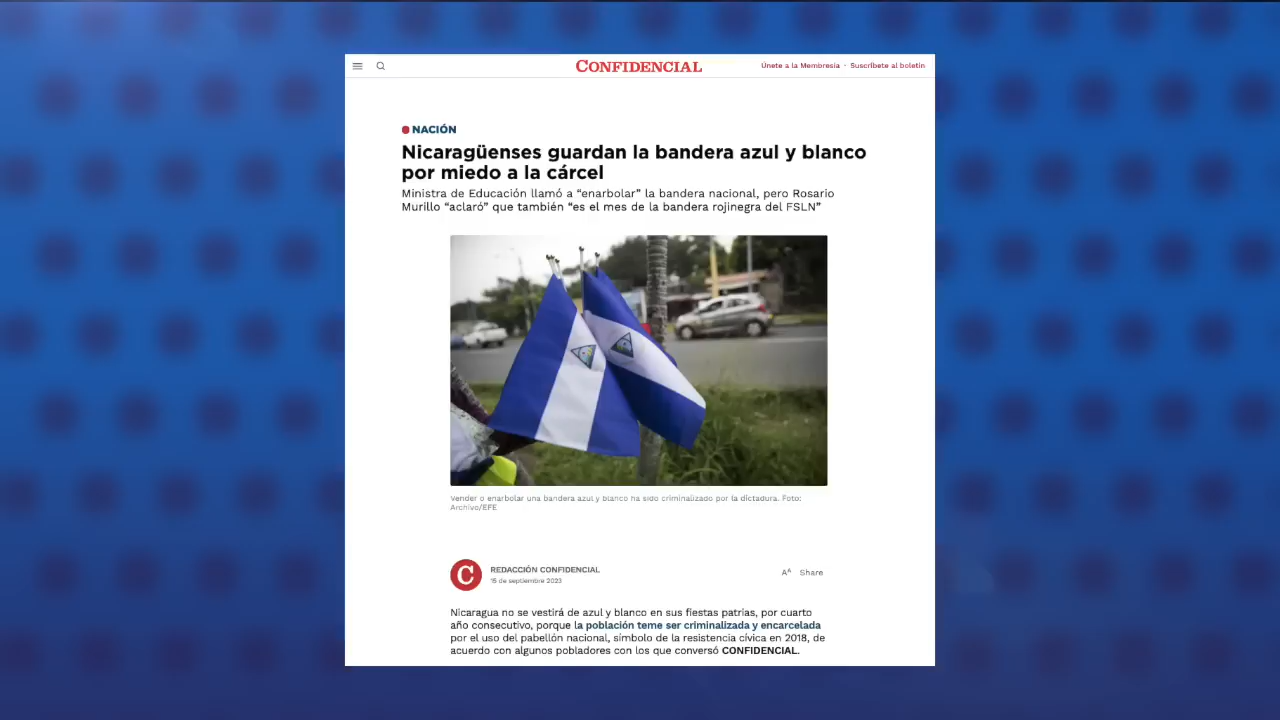 CONFIDENCIAL
Únete a la Membresía · Suscríbete al boletín
NACIÓN
Nicaragüenses guardan la bandera azul y blanco
por miedo a la cárcel
Ministra de Educación llamó a “enarbolar” la bandera nacional, pero Rosario
Murillo “aclaró” que también “es el mes de la bandera rojinegra del FSLN”
Vender o enarbolar una bandera azul y blanco ha sido criminalizado por la dictadura. Foto:
Archivo/EFE
C
REDACCIÓN CONFIDENCIAL
15 de septiembre 2023
AA Share
Nicaragua no se vestirá de azul y blanco en sus fiestas patrias, por cuarto
año consecutivo, porque la población teme ser criminalizada y encarcelada
por el uso del pabellón nacional, símbolo de la resistencia cívica en 2018, de
acuerdo con algunos pobladores con los que conversó CONFIDENCIAL.